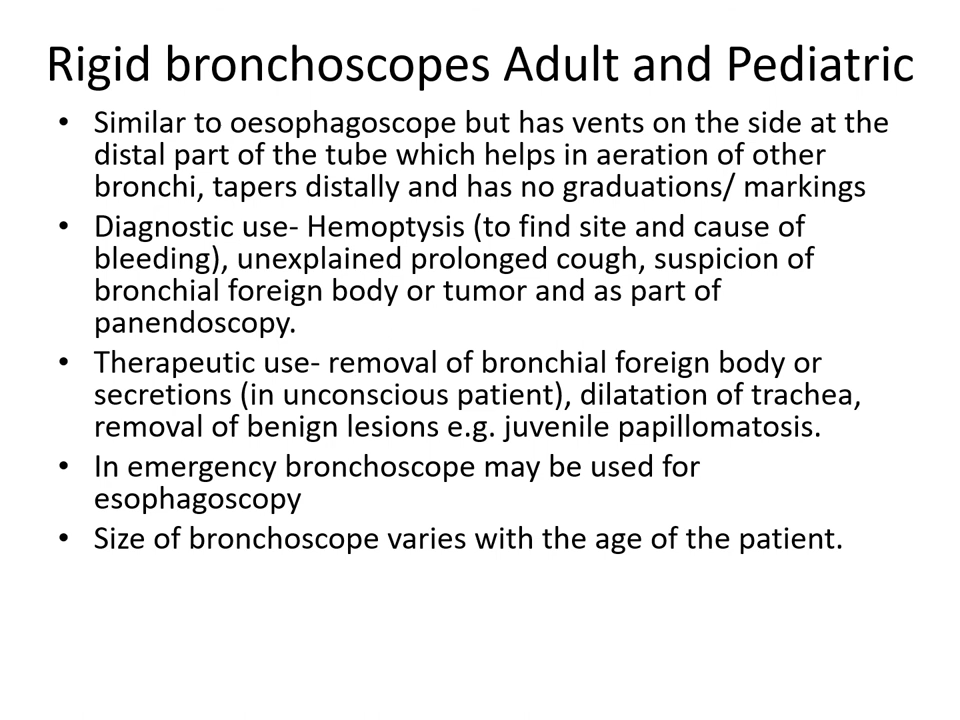 Rigid bronchoscopes Adult and Pediatric
• Similar to oesophagoscope but has vents on the side at the
distal part of the tube which helps in aeration of other
bronchi, tapers distally and has no graduations/ markings
• Diagnostic use- Hemoptysis (to find site and cause of
bleeding), unexplained prolonged cough, suspicion of
bronchial foreign body or tumor and as part of
panendoscopy.
• Therapeutic use- removal of bronchial foreign body or
secretions (in unconscious patient), dilatation of trachea,
removal of benign lesions e.g. juvenile papillomatosis.
• In emergency bronchoscope may be used for
esophagoscopy
• Size of bronchoscope varies with the age of the patient.